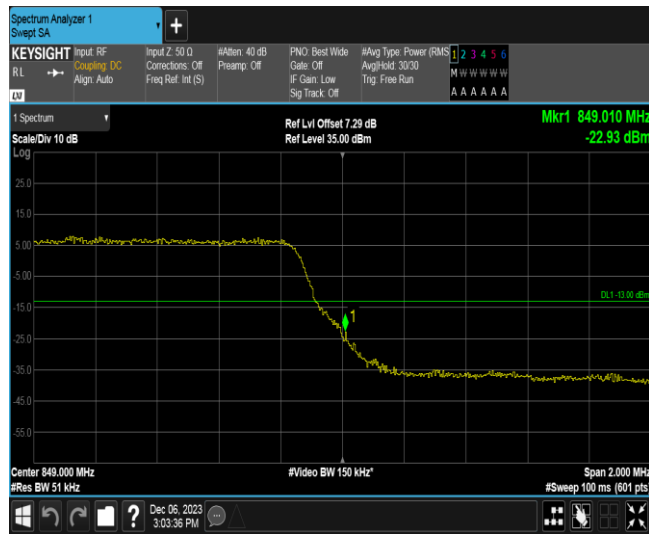 Spectrum Analyzer 1
Swept SA
+
KEYSIGHT
RL
LXI
Input: RF
Coupling: DC
Align: Auto
Input Z: 50 Ω
Corrections: Off
Freq Ref: Int (S)
#Atten: 40 dB
Preamp: Off
PNO: Best Wide
Gate: Off
IF Gain: Low
Sig Track: Off
#Avg Type: Power (RMS
Avg|Hold: 30/30
Trig: Free Run
1 2 3 4 5 6
M W W W W W
A A A A A A
1 Spectrum
Scale/Div 10 dB
Log
Ref Lvl Offset 7.29 dB
Ref Level 35.00 dBm
Mkr1 849.010 MHz
-22.93 dBm
25.0
15.0
5.00
-5.00
-15.0
-25.0
-35.0
-45.0
-55.0
DL1 -13.00 dBm
1
Center 849.000 MHz
#Res BW 51 kHz
#Video BW 150 kHz*
Span 2.000 MHz
#Sweep 100 ms (601 pts
?
Dec 06, 2023
3:03:36 PM